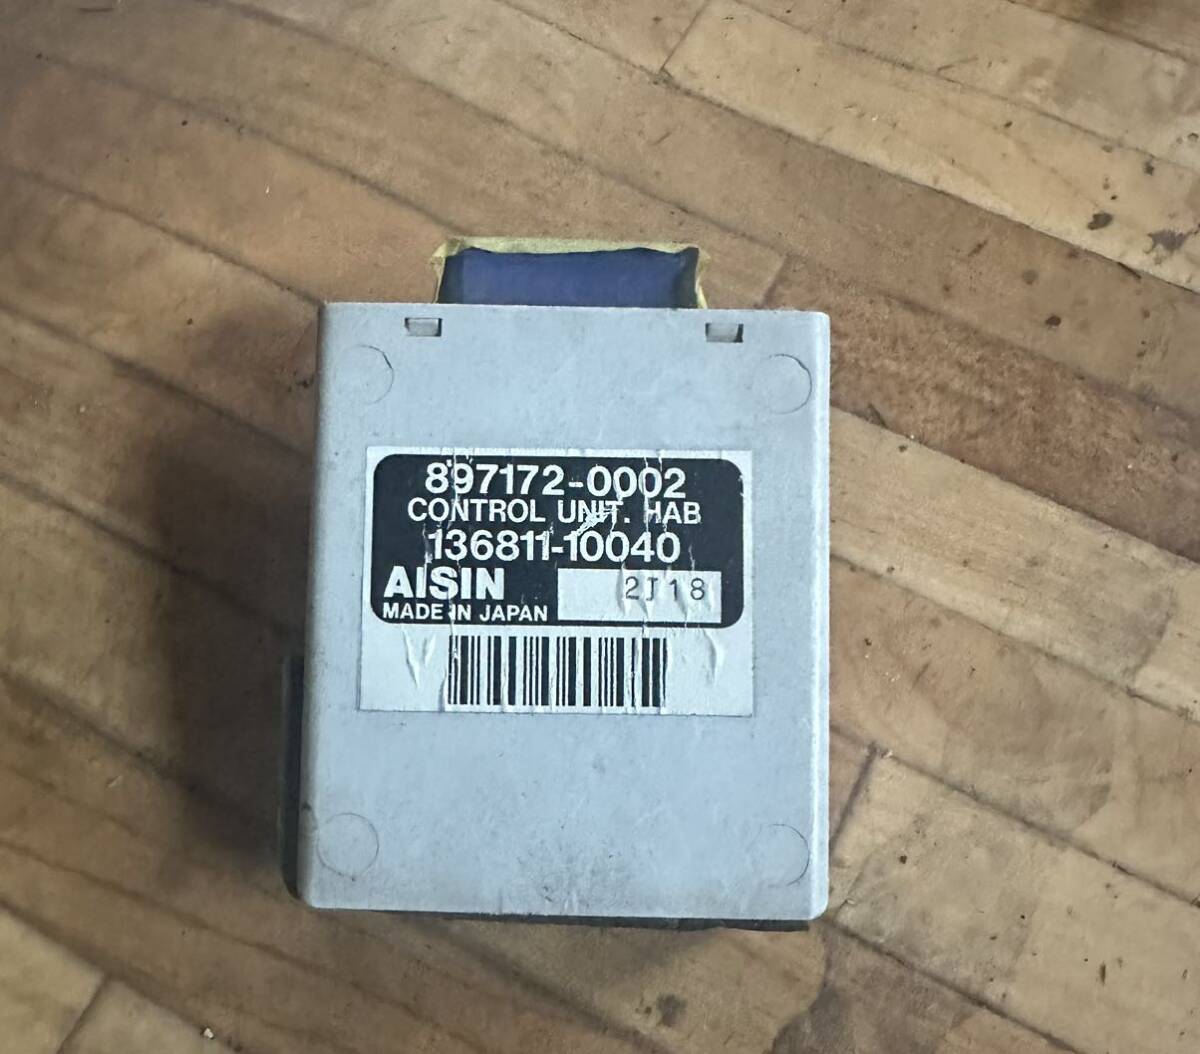 897172-0002
CONTROL UNIT. HAB
136811-10040
AISIN
2J18
MADE IN JAPAN